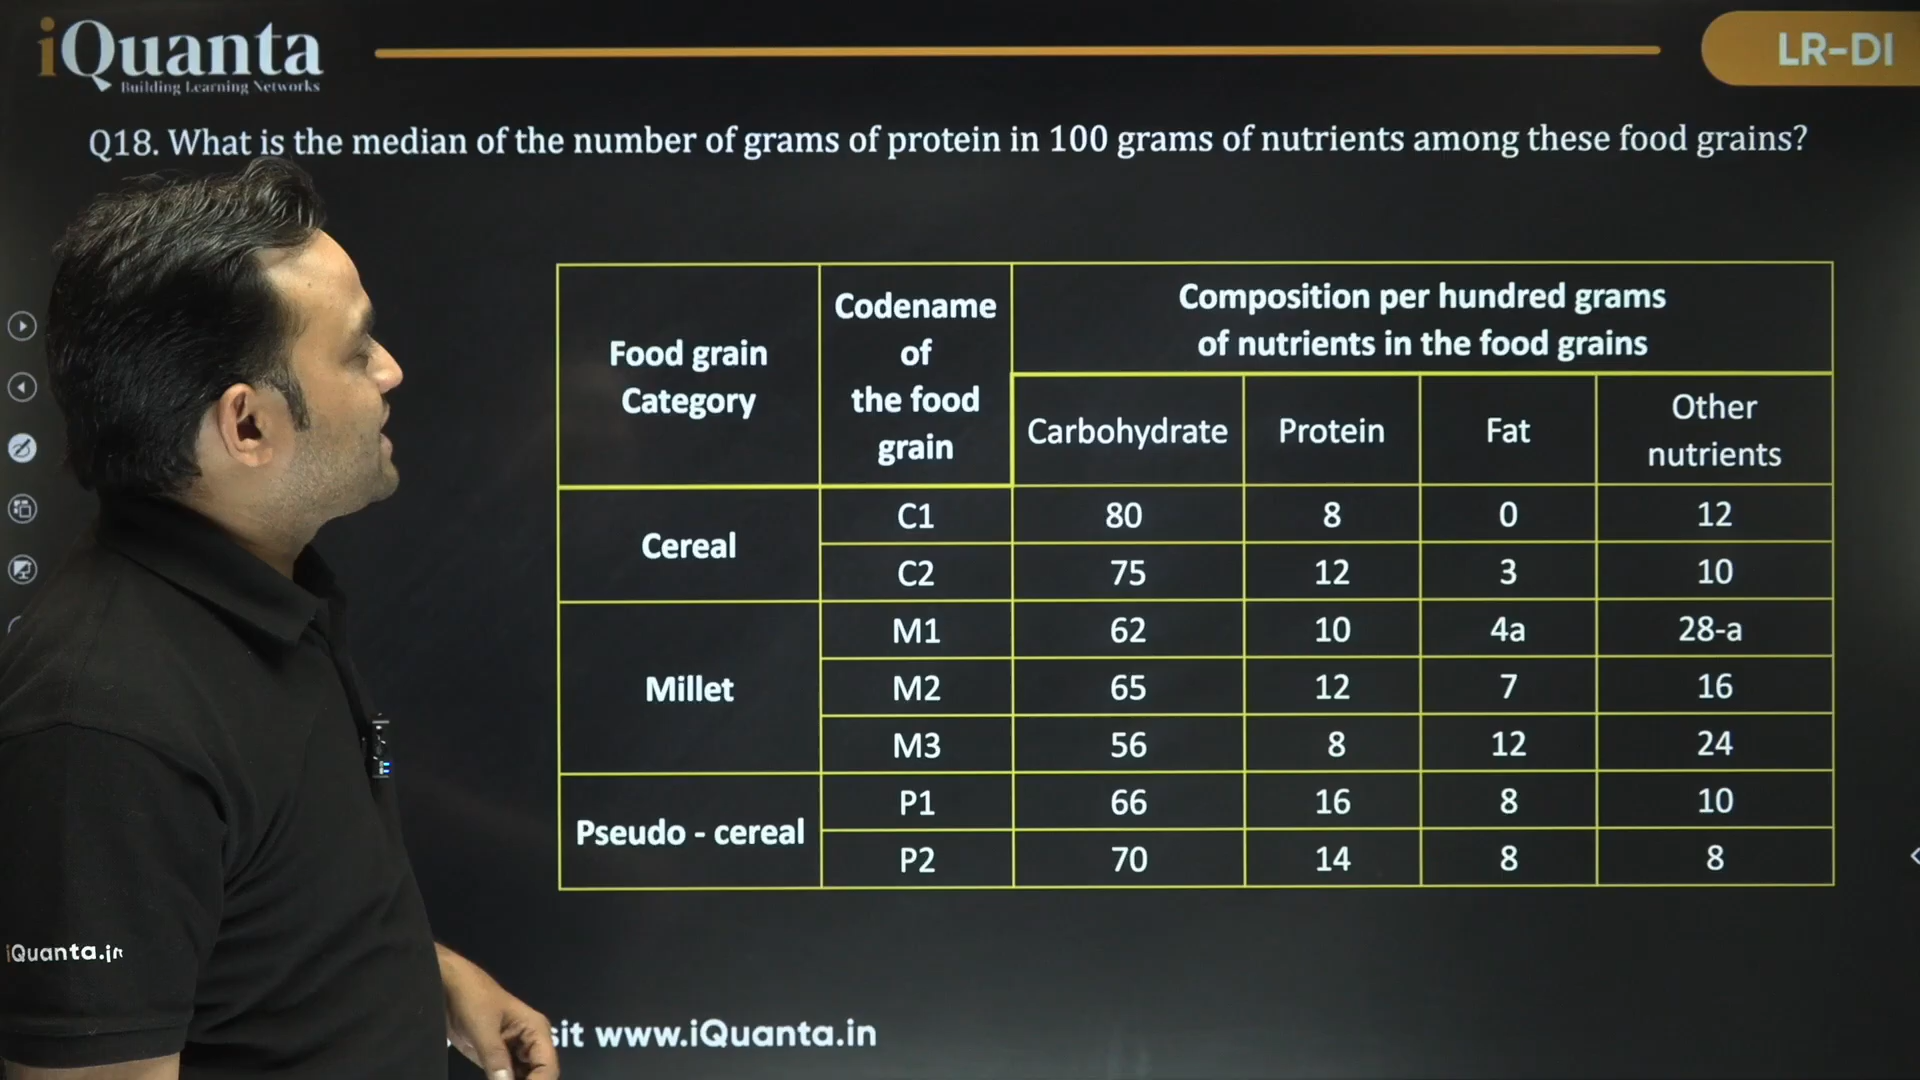 iQuanta
Building Learning Networks
LR-DI
Q18. What is the median of the number of grams of protein in 100 grams of nutrients among these food grains?
Food grain Category
Codename of the food grain
Composition per hundred grams of nutrients in the food grains
Carbohydrate Protein Fat Other nutrients
Cereal
C1 80 8 0 12
C2 75 12 3 10
Millet
M1 62 10 4a 28-a
M2 65 12 7 16
M3 56 8 12 24
Pseudo - cereal
P1 66 16 8 10
P2 70 14 8 8
iQuanta.in
www.iQuanta.in